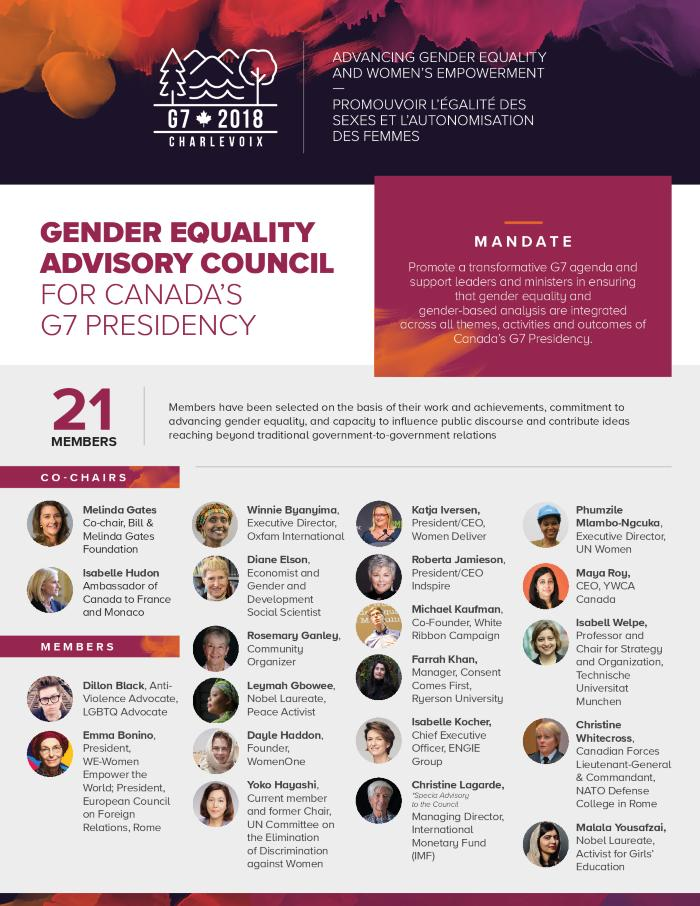 G7 2018
CHARLEVOIX
ADVANCING GENDER EQUALITY
AND WOMEN'S EMPOWERMENT
—
PROMOUVOIR L'ÉGALITÉ DES
SEXES ET L'AUTONOMISATION
DES FEMMES
GENDER EQUALITY
ADVISORY COUNCIL
FOR CANADA'S
G7 PRESIDENCY
MANDATE
Promote a transformative G7 agenda and
support leaders and ministers in ensuring
that gender equality and
gender-based analysis are integrated
across all themes, activities and outcomes of
Canada's G7 Presidency.
21
MEMBERS
Members have been selected on the basis of their work and achievements, commitment to
advancing gender equality, and capacity to influence public discourse and contribute ideas
reaching beyond traditional government-to-government relations
CO-CHAIRS
Melinda Gates
Co-chair, Bill &
Melinda Gates
Foundation
Isabelle Hudon
Ambassador of
Canada to France
and Monaco
MEMBERS
Dillon Black, Anti-
Violence Advocate,
LGBTQ Advocate
Emma Bonino,
President,
WE-Women
Empower the
World; President,
European Council
on Foreign
Relations, Rome
Winnie Byanyima,
Executive Director,
Oxfam International
Diane Elson,
Economist and
Gender and
Development
Social Scientist
Rosemary Ganley,
Community
Organizer
Leymah Gbowee,
Nobel Laureate,
Peace Activist
Dayle Haddon,
Founder,
WomenOne
Yoko Hayashi,
Current member
and former Chair,
UN Committee on
the Elimination
of Discrimination
against Women
Katja Iversen,
President/CEO,
Women Deliver
Roberta Jamieson,
President/CEO
Indspire
Michael Kaufman,
Co-Founder, White
Ribbon Campaign
Farrah Khan,
Manager, Consent
Comes First,
Ryerson University
Isabelle Kocher,
Chief Executive
Officer, ENGIE
Group
Christine Lagarde,
*Specia Advisory
to the Council
Managing Director,
International
Monetary Fund
(IMF)
Phumzile
Mlambo-Ngcuka,
Executive Director,
UN Women
Maya Roy,
CEO, YWCA
Canada
Isabell Welpe,
Professor and
Chair for Strategy
and Organization,
Technische
Universitat
Munchen
Christine
Whitecross,
Canadian Forces
Lieutenant-General
& Commandant,
NATO Defense
College in Rome
Malala Yousafzai,
Nobel Laureate,
Activist for Girls'
Education